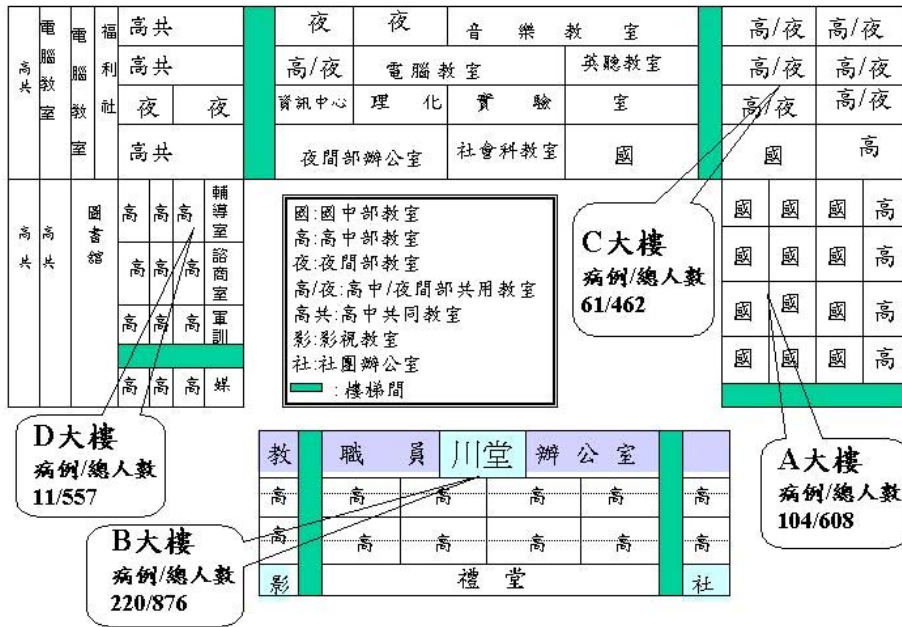 高共
電腦教室
電腦教室
福利社
高共
高共
夜 夜
高共
夜 夜 音樂教室
高/夜 電腦教室 英聽教室
資訊中心 理化實驗室
夜間部辦公室 社會科教室 國
高/夜 高/夜
高/夜 高/夜
高/夜 高/夜
國 高
高共
高共
圖書館
高 高 高 輔導室
高 高 高 諮商室
高 高 高 軍訓
高 高 高 媒
國:國中部教室
高:高中部教室
夜:夜間部教室
高/夜:高中/夜間部共用教室
高共:高中共同教室
影:影視教室
社:社團辦公室
:樓梯間
C大樓
病例/總人數
61/462
國 國 國 高
國 國 國 高
國 國 國 高
國 國 國 高
D大樓
病例/總人數
11/557
A大樓
病例/總人數
104/608
教 職員 川堂 辦公室
高 高 高 高 高 高
高 高 高 高 高 高
影 禮堂 社
B大樓
病例/總人數
220/876